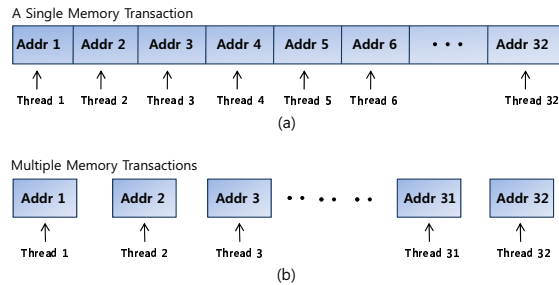 A Single Memory Transaction
Addr 1 Addr 2 Addr 3 Addr 4 Addr 5 Addr 6 • • • Addr 32
Thread 1 Thread 2 Thread 3 Thread 4 Thread 5 Thread 6 Thread 32
(a)
Multiple Memory Transactions
Addr 1 Addr 2 Addr 3 • • • • • • Addr 31 Addr 32
Thread 1 Thread 2 Thread 3 Thread 31 Thread 32
(b)